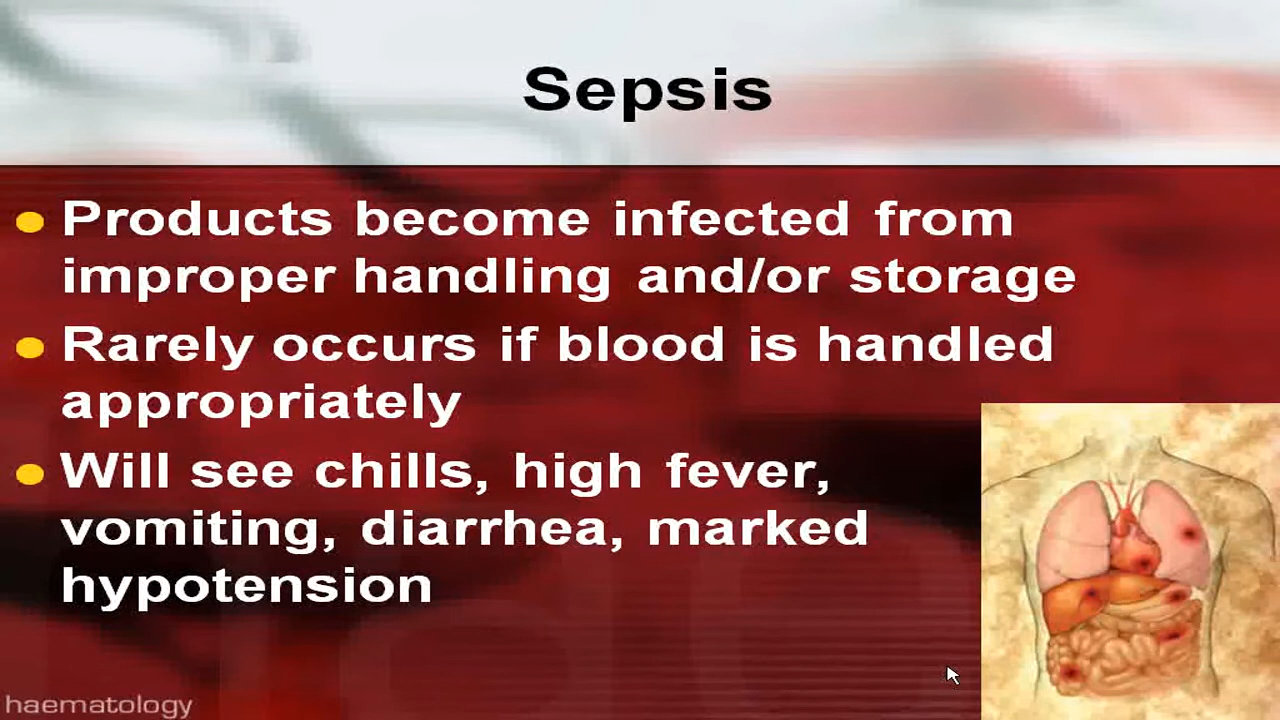 Sepsis
Products become infected from
improper handling and/or storage
Rarely occurs if blood is handled
appropriately
Will see chills, high fever,
vomiting, diarrhea, marked
hypotension
haematology